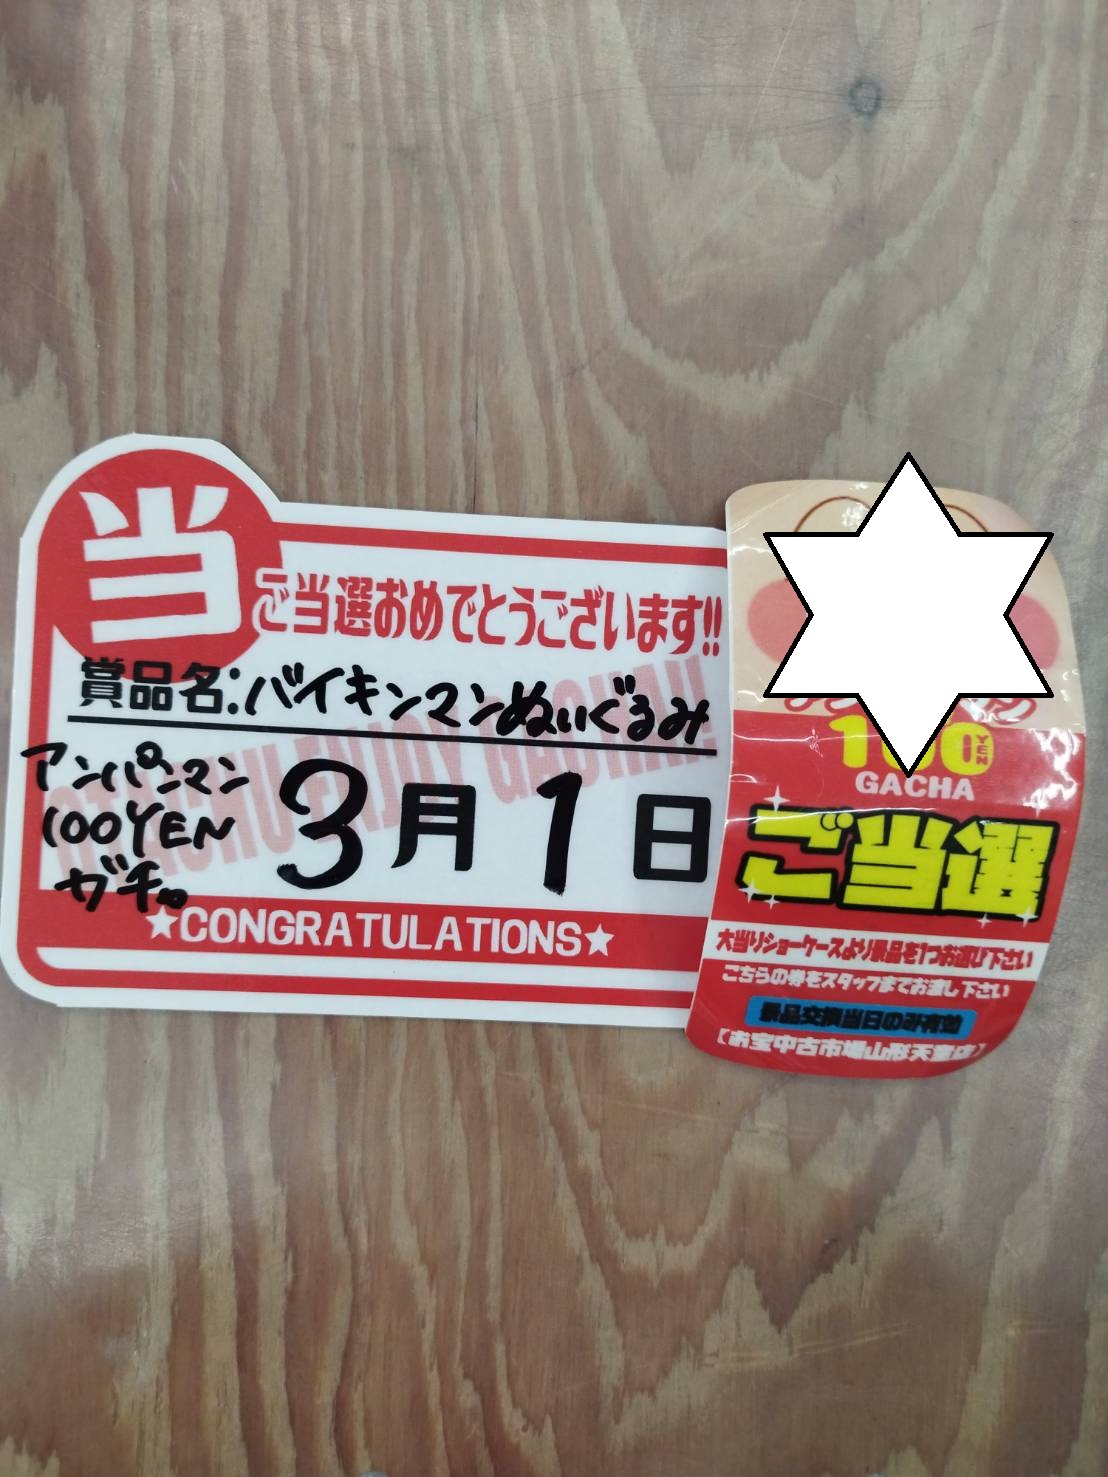 当
ご当選おめでとうございます!!
賞品名:バイキンマンぬいぐるみ
アンパンマン
100YEN
ガチャ
3月1日
★CONGRATULATIONS★
100YEN
GACHA
ご当選
大当りショーケースより景品を1つお選び下さい
こちらの券をスタッフまでお渡し下さい
景品交換当日のみ有効
【お宝中古市場山形天童店】